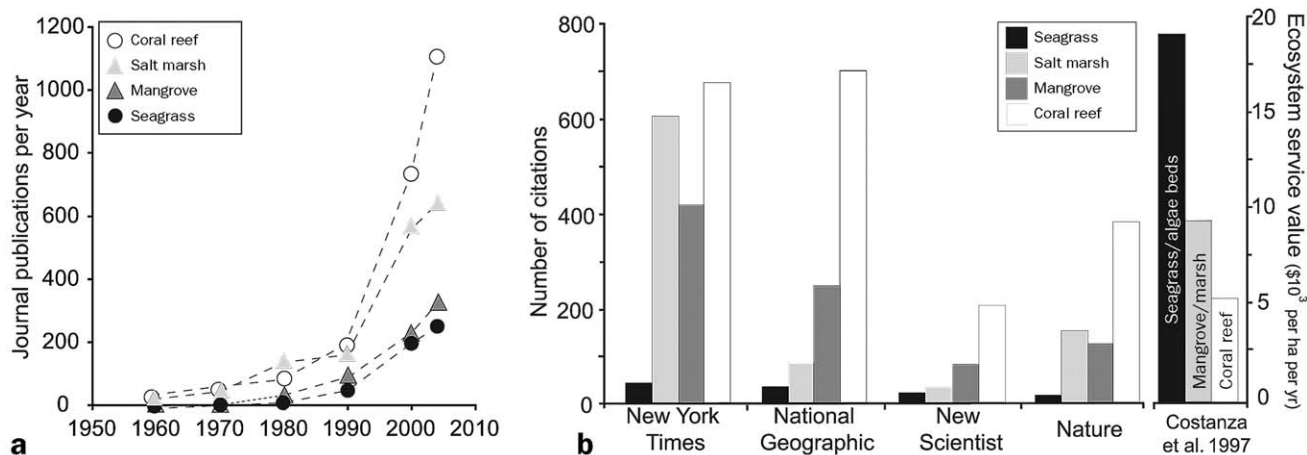 Journal publications per year
1200
1000
800
600
400
200
0
Coral reef
Salt marsh
Mangrove
Seagrass
1950
1960
1970
1980
1990
2000
2010
a
Number of citations
800
600
400
200
0
Seagrass
Salt marsh
Mangrove
Coral reef
New York
Times
National
Geographic
New
Scientist
Nature
Seagrass/algae beds
Mangrove/marsh
Coral reef
Costanza
et al. 1997
20
15
10
5
0
Ecosystem service value ($10³ per ha per yr)
b